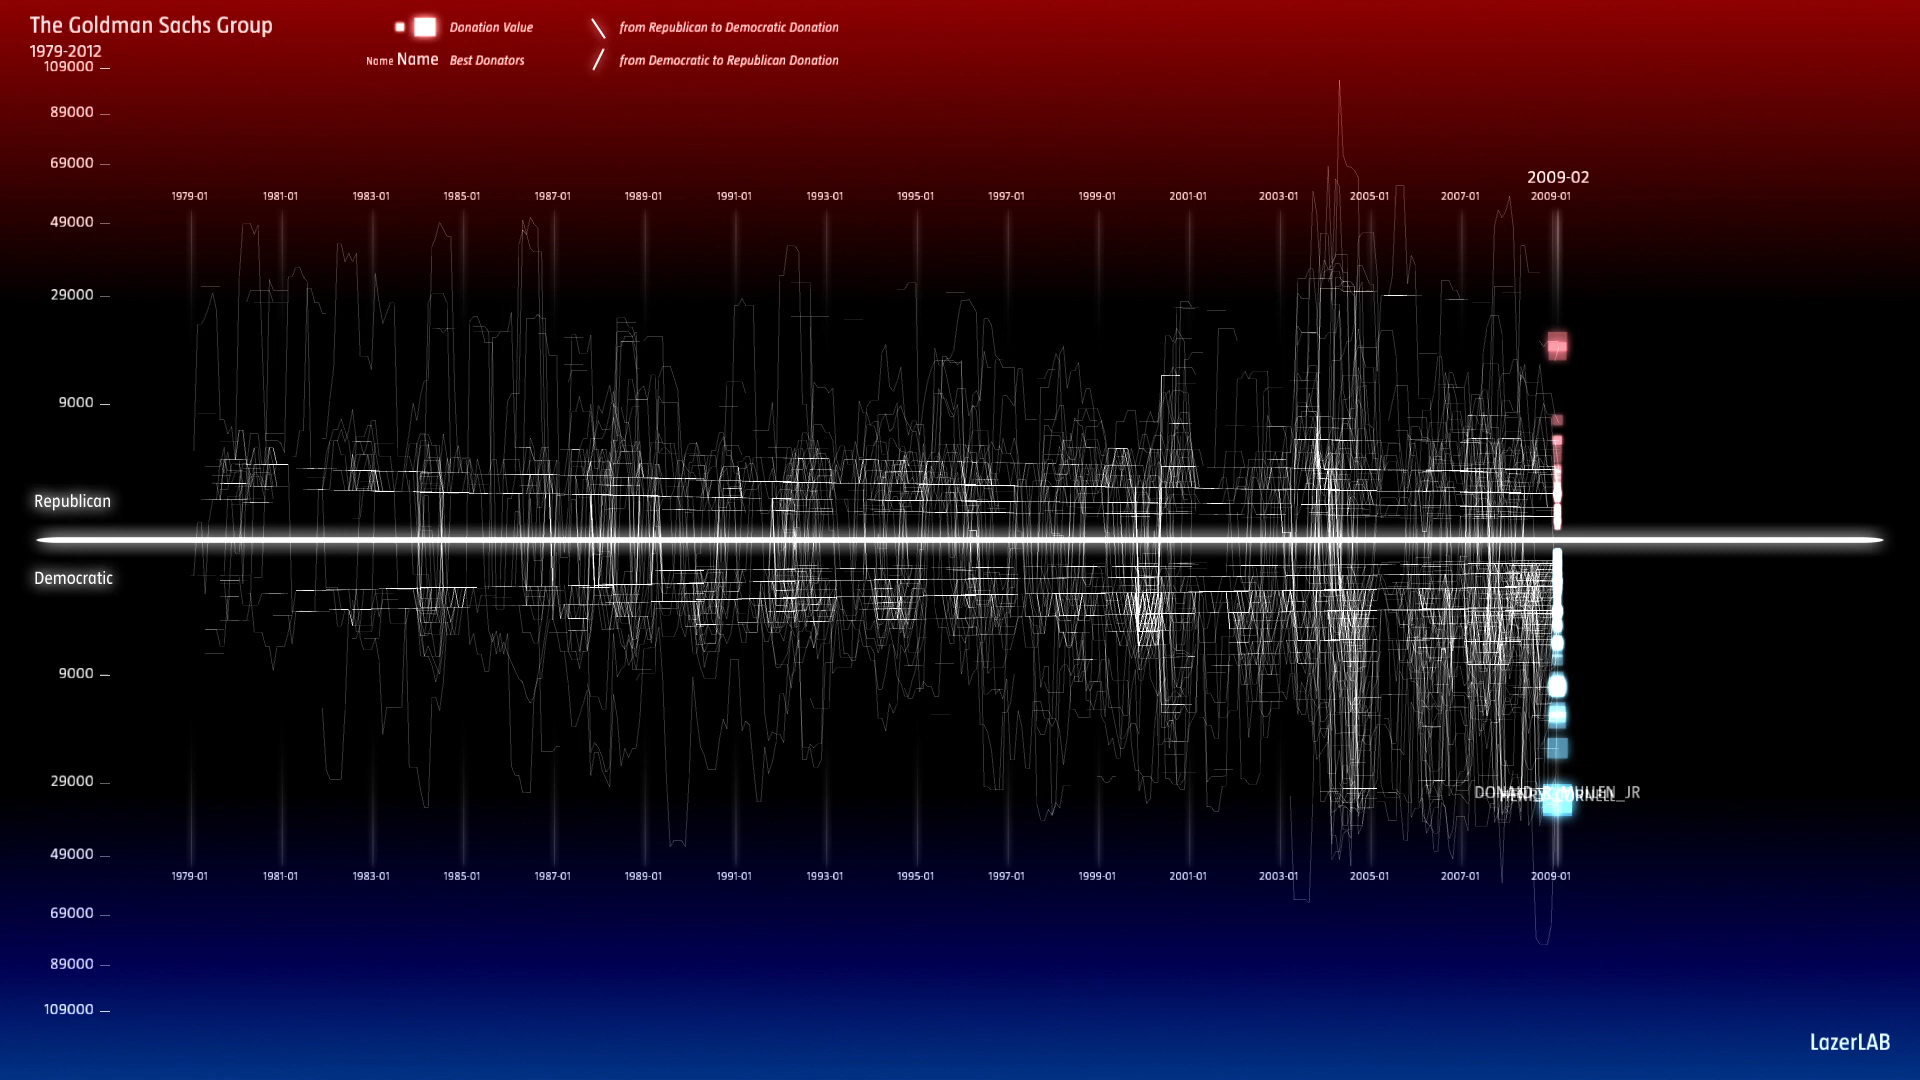 The Goldman Sachs Group
1979-2012
Donation Value
from Republican to Democratic Donation
Name Name Best Donators
from Democratic to Republican Donation
109000
89000
69000
49000
29000
9000
2009-02
1979-01 1981-01 1983-01 1985-01 1987-01 1989-01 1991-01 1993-01 1995-01 1997-01 1999-01 2001-01 2003-01 2005-01 2007-01 2009-01
Republican
Democratic
9000
29000
49000
69000
89000
109000
HENRY_CORNELL_
1979-01 1981-01 1983-01 1985-01 1987-01 1989-01 1991-01 1993-01 1995-01 1997-01 1999-01 2001-01 2003-01 2005-01 2007-01 2009-01
LazerLAB